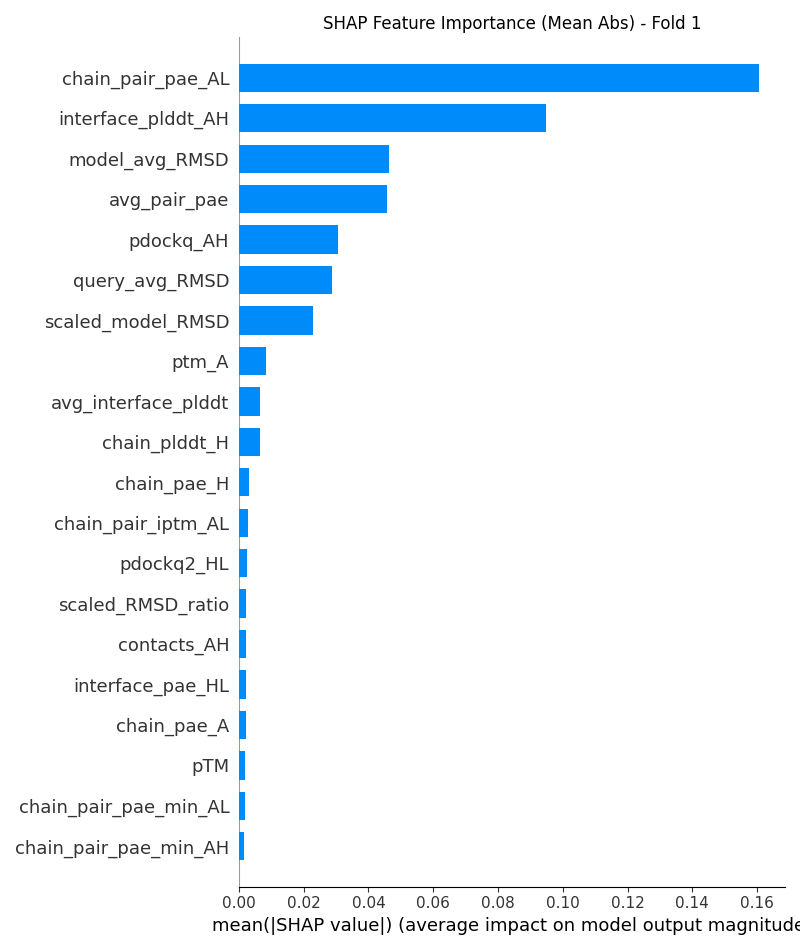 SHAP Feature Importance (Mean Abs) - Fold 1
chain_pair_pae_AL
interface_plddt_AH
model_avg_RMSD
avg_pair_pae
pdockq_AH
query_avg_RMSD
scaled_model_RMSD
ptm_A
avg_interface_plddt
chain_plddt_H
chain_pae_H
chain_pair_iptm_AL
pdockq2_HL
scaled_RMSD_ratio
contacts_AH
interface_pae_HL
chain_pae_A
pTM
chain_pair_pae_min_AL
chain_pair_pae_min_AH
0.00 0.02 0.04 0.06 0.08 0.10 0.12 0.14 0.16
mean(|SHAP value|) (average impact on model output magnitude